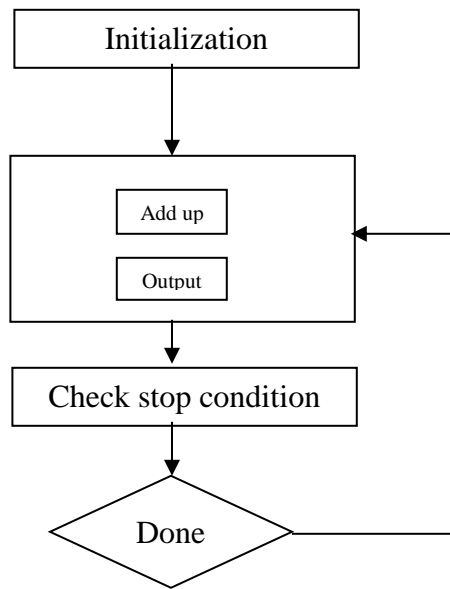 Initialization
Add up
Output
Check stop condition
Done